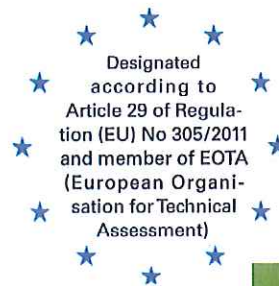 Designated
according to
Article 29 of Regula-
tion (EU) No 305/2011
and member of EOTA
(European Organi-
sation for Technical
Assessment)